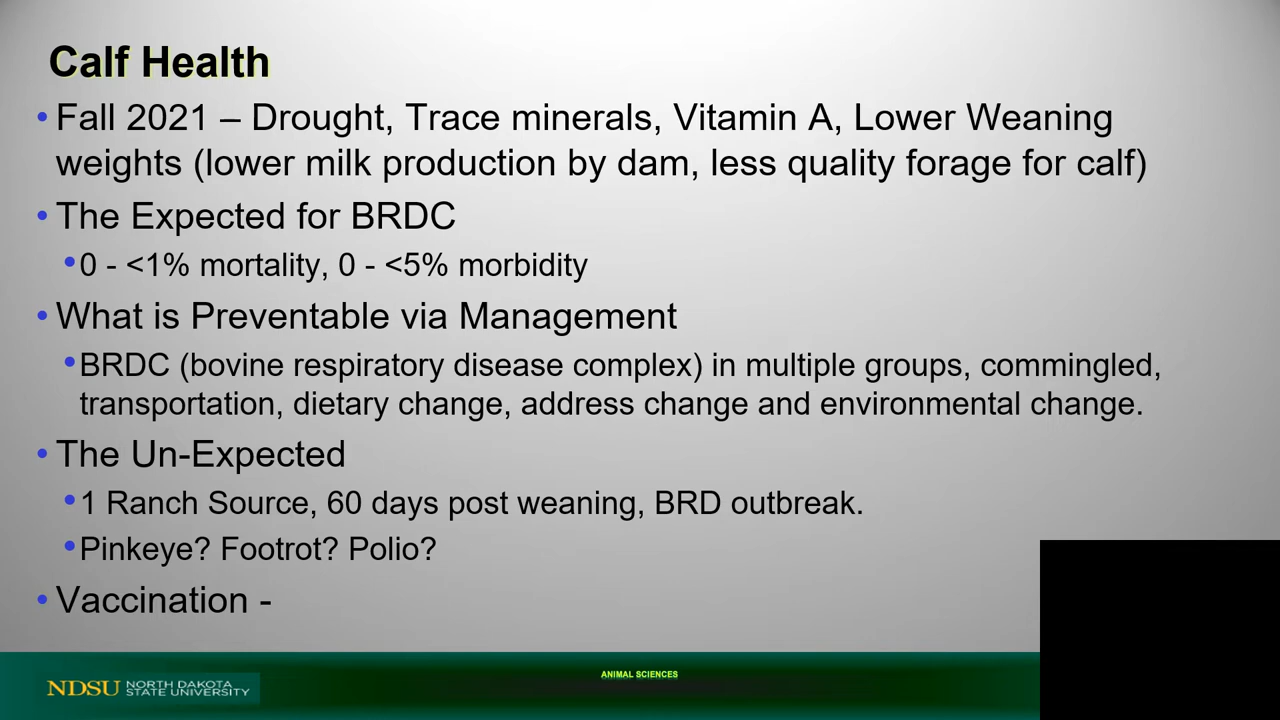 Calf Health
• Fall 2021 – Drought, Trace minerals, Vitamin A, Lower Weaning
weights (lower milk production by dam, less quality forage for calf)
• The Expected for BRDC
• 0 - <1% mortality, 0 - <5% morbidity
• What is Preventable via Management
• BRDC (bovine respiratory disease complex) in multiple groups, commingled,
transportation, dietary change, address change and environmental change.
• The Un-Expected
• 1 Ranch Source, 60 days post weaning, BRD outbreak.
• Pinkeye? Footrot? Polio?
• Vaccination -
ANIMAL SCIENCES
NDSU NORTH DAKOTA
STATE UNIVERSITY